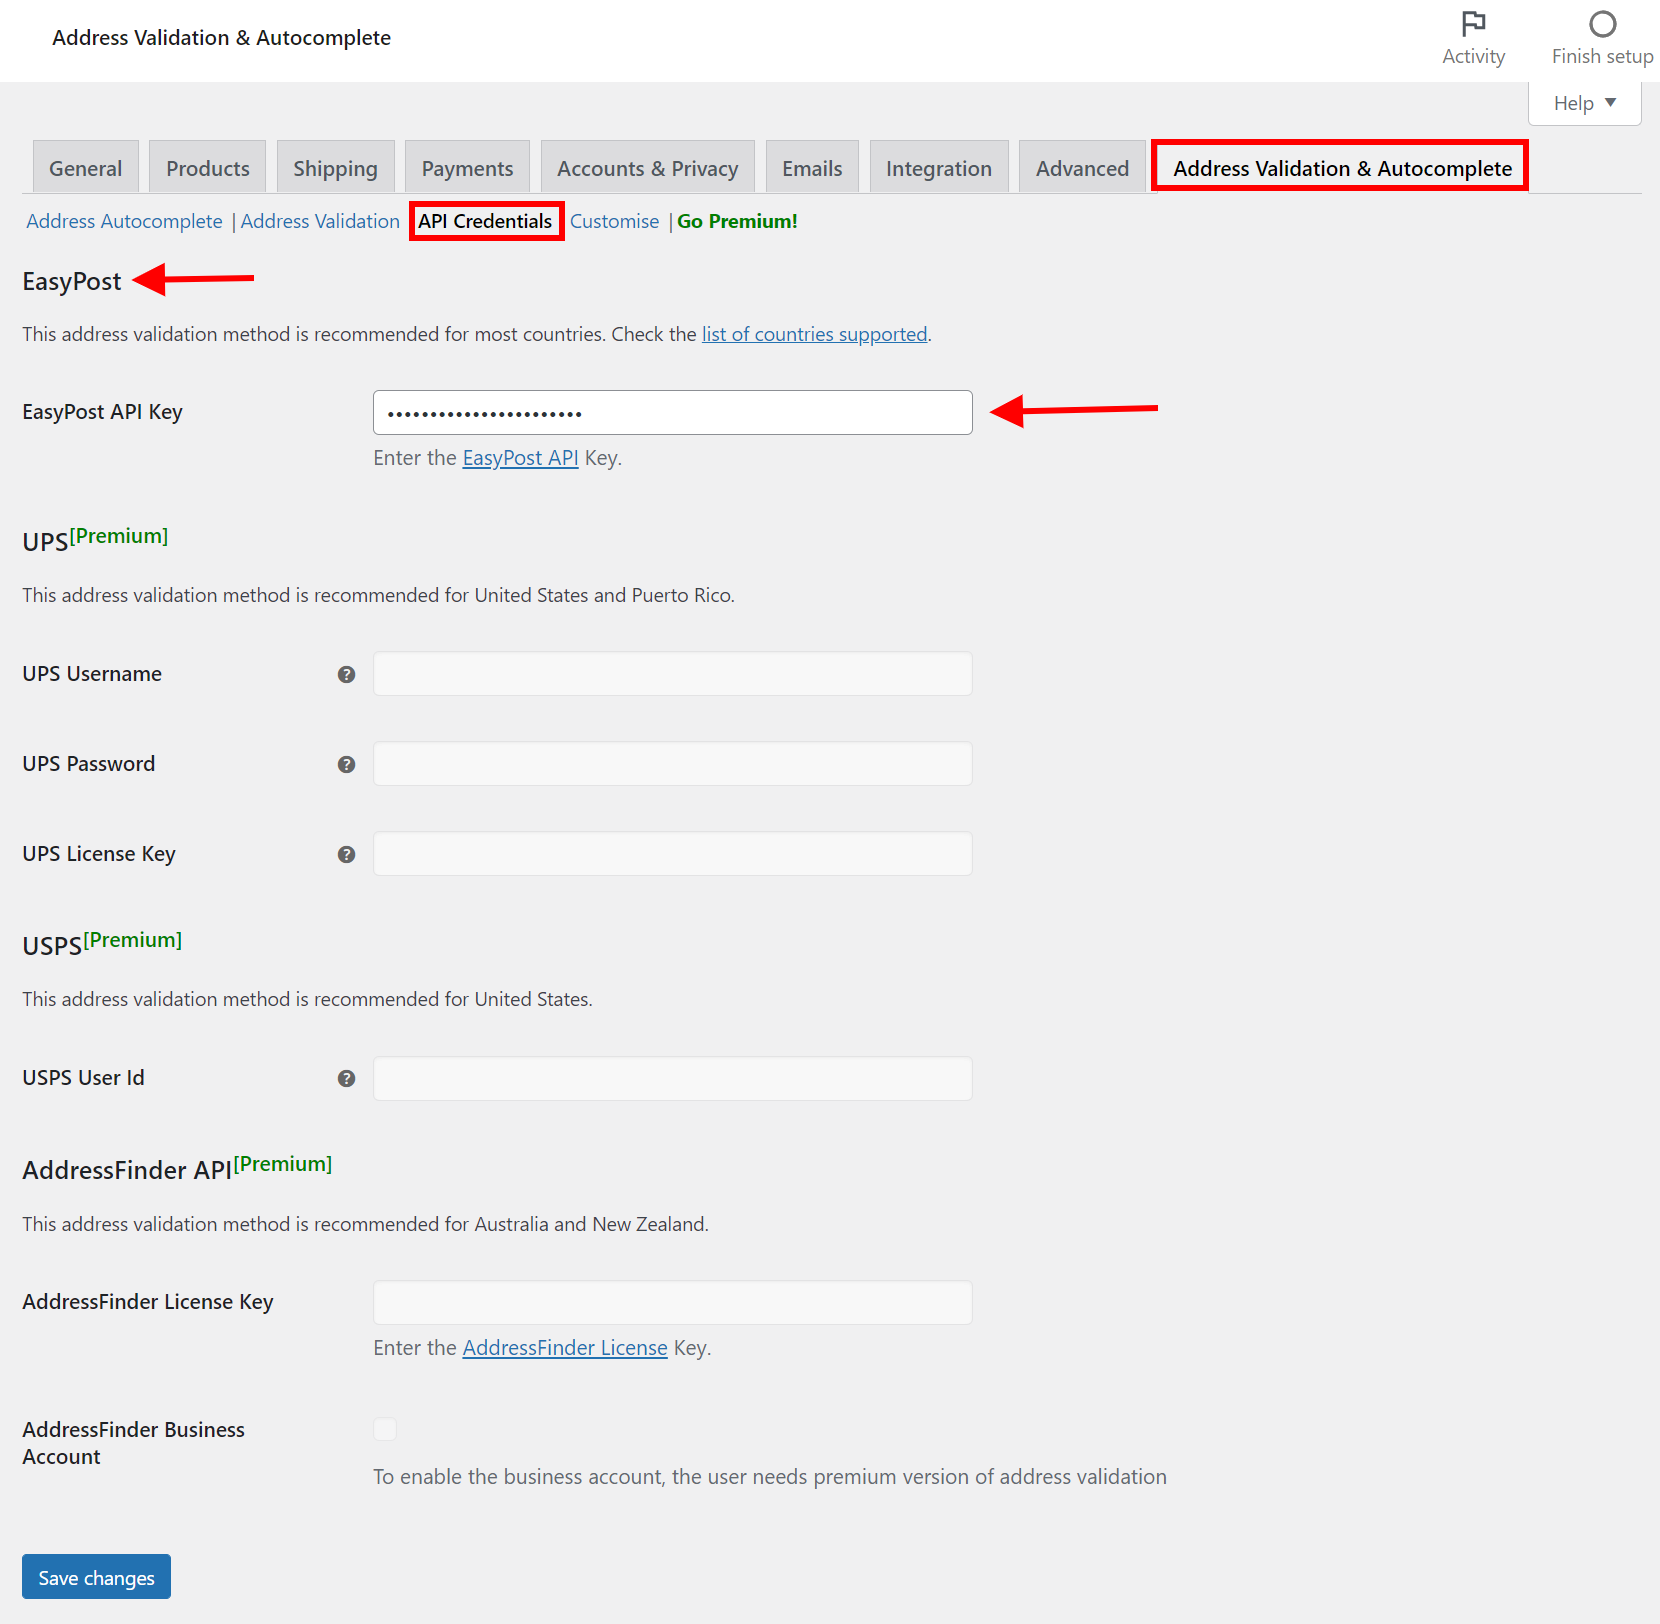 Address Validation & Autocomplete
Activity
Finish setup
Help
General Products Shipping Payments Accounts & Privacy Emails Integration Advanced Address Validation & Autocomplete
Address Autocomplete | Address Validation API Credentials Customise | Go Premium!
EasyPost
This address validation method is recommended for most countries. Check the list of countries supported.
EasyPost API Key
Enter the EasyPost API Key.
UPS[Premium]
This address validation method is recommended for United States and Puerto Rico.
UPS Username
UPS Password
UPS License Key
USPS[Premium]
This address validation method is recommended for United States.
USPS User Id
AddressFinder API[Premium]
This address validation method is recommended for Australia and New Zealand.
AddressFinder License Key
Enter the AddressFinder License Key.
AddressFinder Business
Account
To enable the business account, the user needs premium version of address validation
Save changes